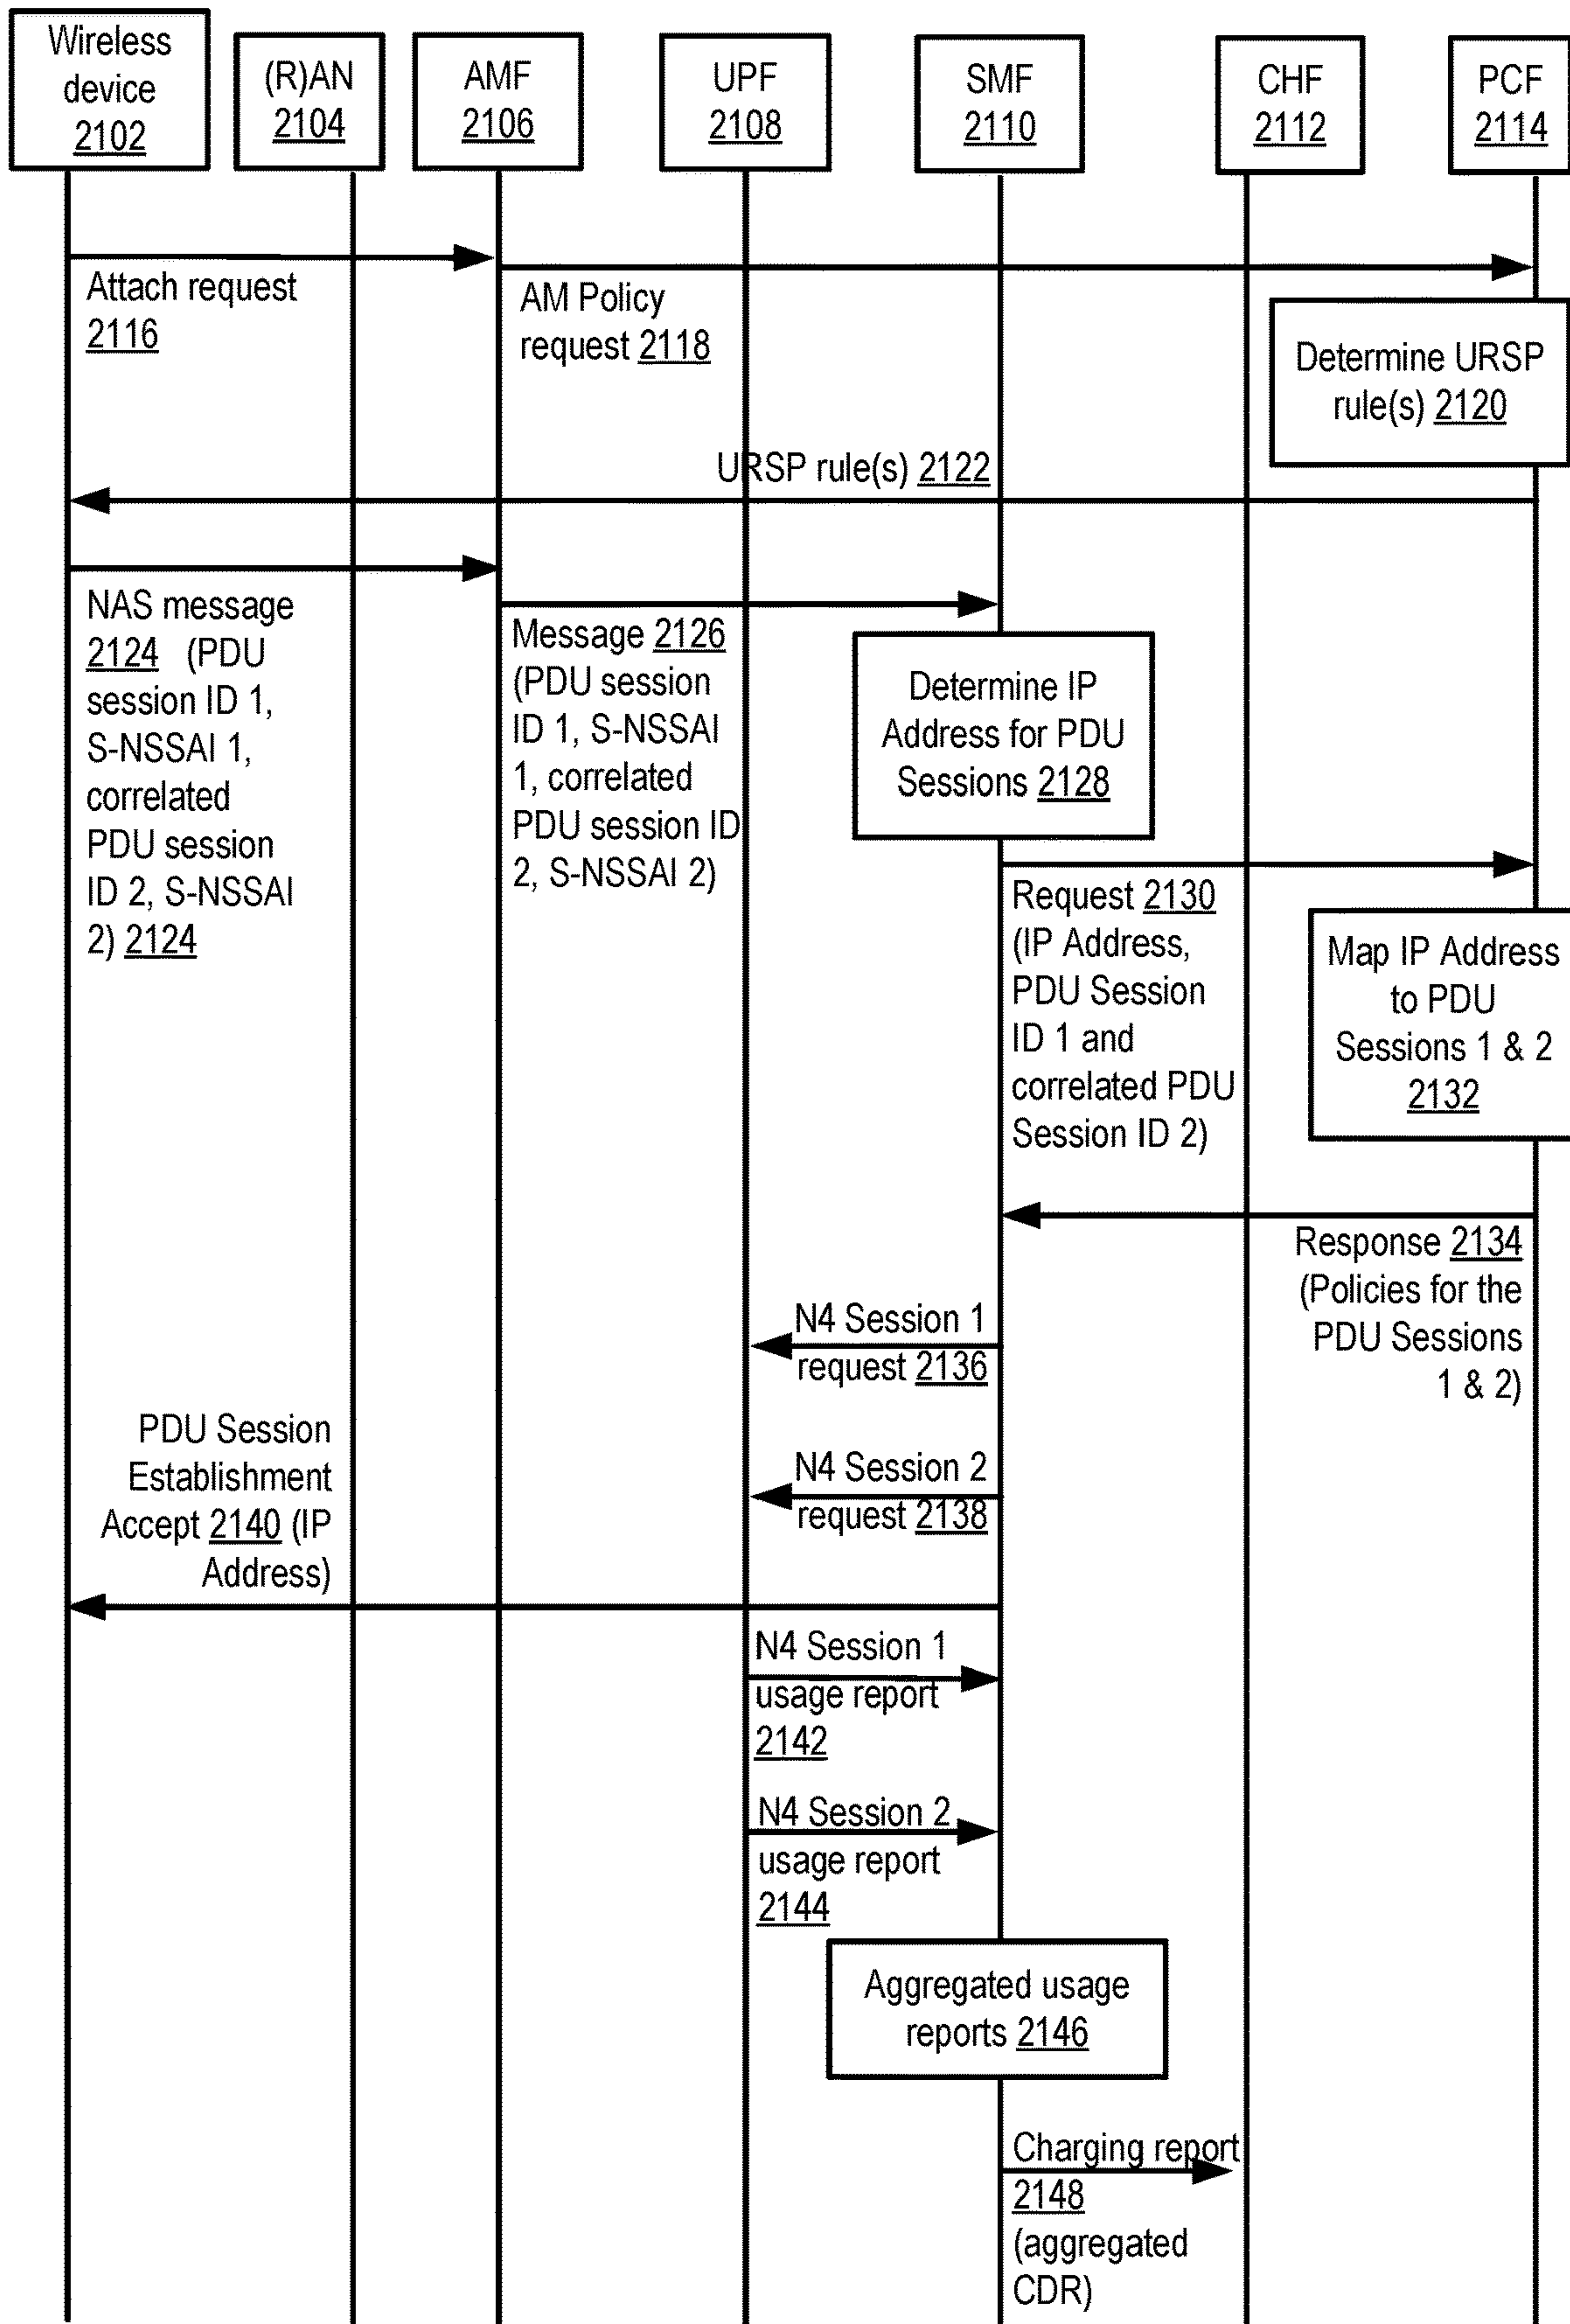 Wireless
device
2102
(R)AN
2104
AMF
2106
UPF
2108
SMF
2110
CHF
2112
PCF
2114
Attach request
2116
AM Policy
request 2118
Determine URSP
rule(s) 2120
URSP rule(s) 2122
NAS message
2124 (PDU
session ID 1,
S-NSSAI 1,
correlated
PDU session
ID 2, S-NSSAI
2) 2124
Message 2126
(PDU session
ID 1, S-NSSAI
1, correlated
PDU session ID
2, S-NSSAI 2)
Determine IP
Address for PDU
Sessions 2128
Request 2130
(IP Address,
PDU Session
ID 1 and
correlated PDU
Session ID 2)
Map IP Address
to PDU
Sessions 1 & 2
2132
Response 2134
(Policies for the
PDU Sessions
1 & 2)
N4 Session 1
request 2136
N4 Session 2
request 2138
PDU Session
Establishment
Accept 2140 (IP
Address)
N4 Session 1
usage report
2142
N4 Session 2
usage report
2144
Aggregated usage
reports 2146
Charging report
2148
(aggregated
CDR)